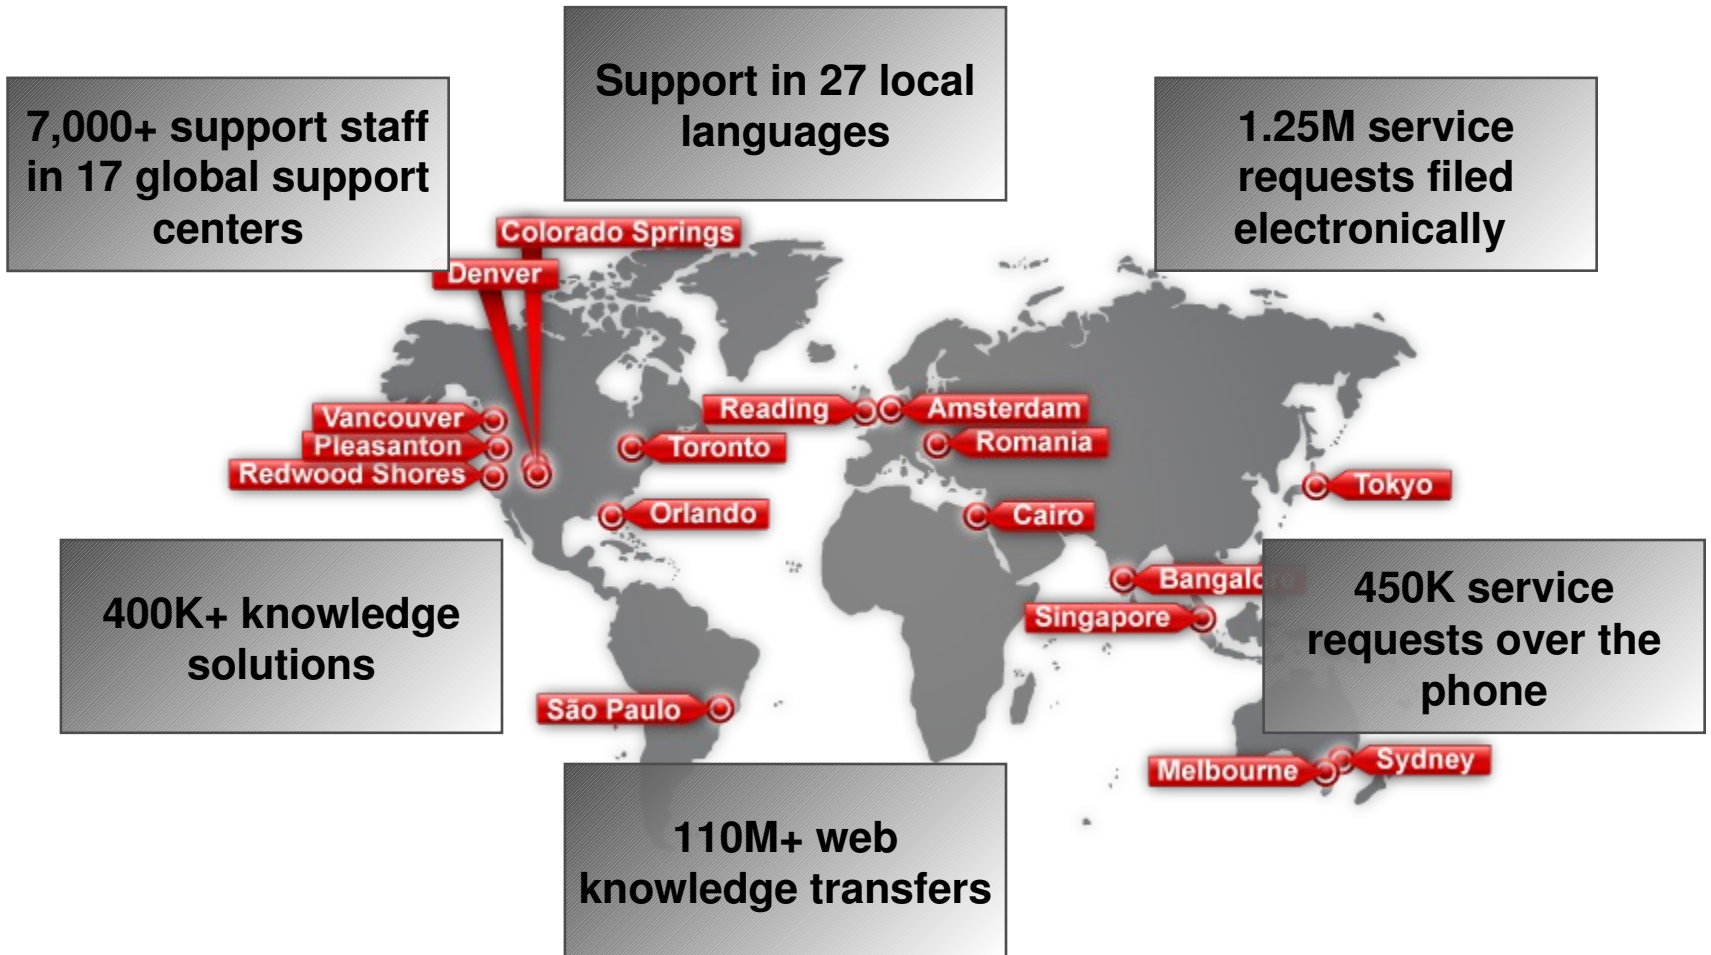 Support in 27 local
languages
7,000+ support staff
in 17 global support
centers
1.25M service
requests filed
electronically
Colorado Springs
Denver
Vancouver
Pleasanton
Redwood Shores
Toronto
Orlando
Reading
Amsterdam
Romania
Cairo
Tokyo
Bangalore
Singapore
400K+ knowledge
solutions
450K service
requests over the
phone
São Paulo
Melbourne
Sydney
110M+ web
knowledge transfers